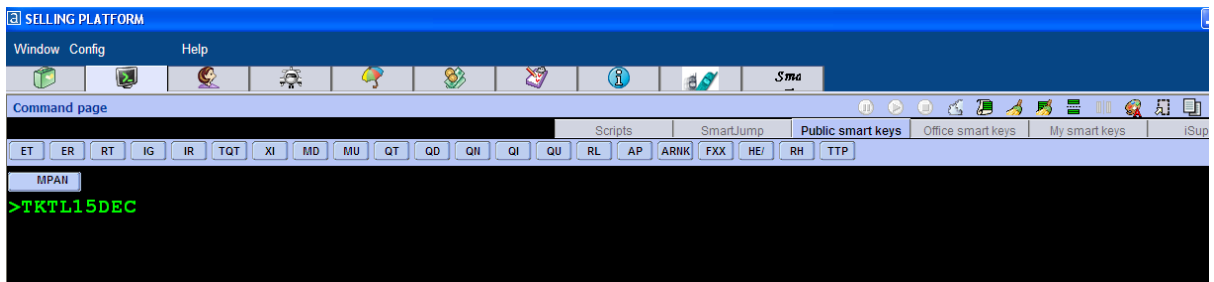 a SELLING PLATFORM
Window Config Help
Sma
Command page
Scripts SmartJump Public smart keys Office smart keys My smart keys iSup
ET ER RT IG IR TQT XI MD MU QT QD QN QI QU RL AP ARNK FXX HE/ RH TTP
MPAN
>TKTL15DEC